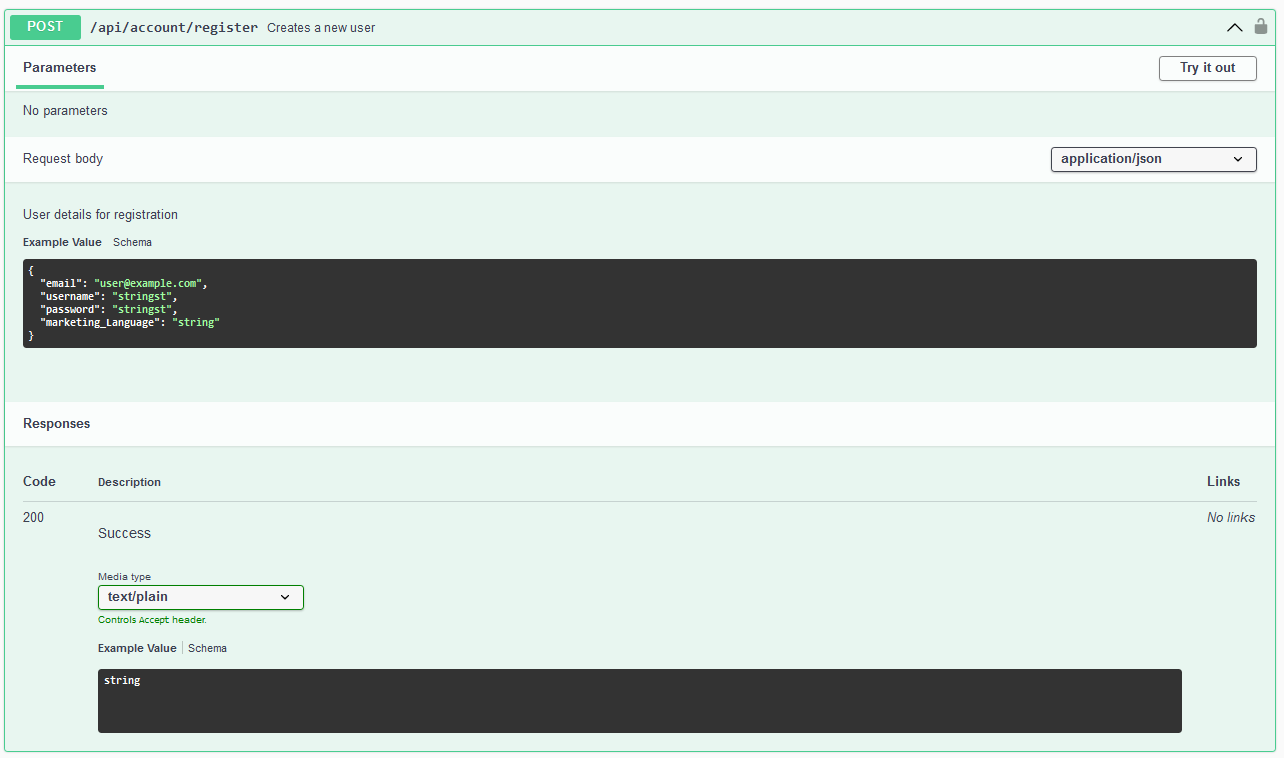 POST /api/account/register Creates a new user
Parameters
Try it out
No parameters
Request body
application/json
User details for registration
Example Value Schema
{
"email": "user@example.com",
"username": "stringst",
"password": "stringst",
"marketing_Language": "string"
}
Responses
Code Description Links
200 Success No links
Media type
text/plain
Controls Accept header.
Example Value Schema
string